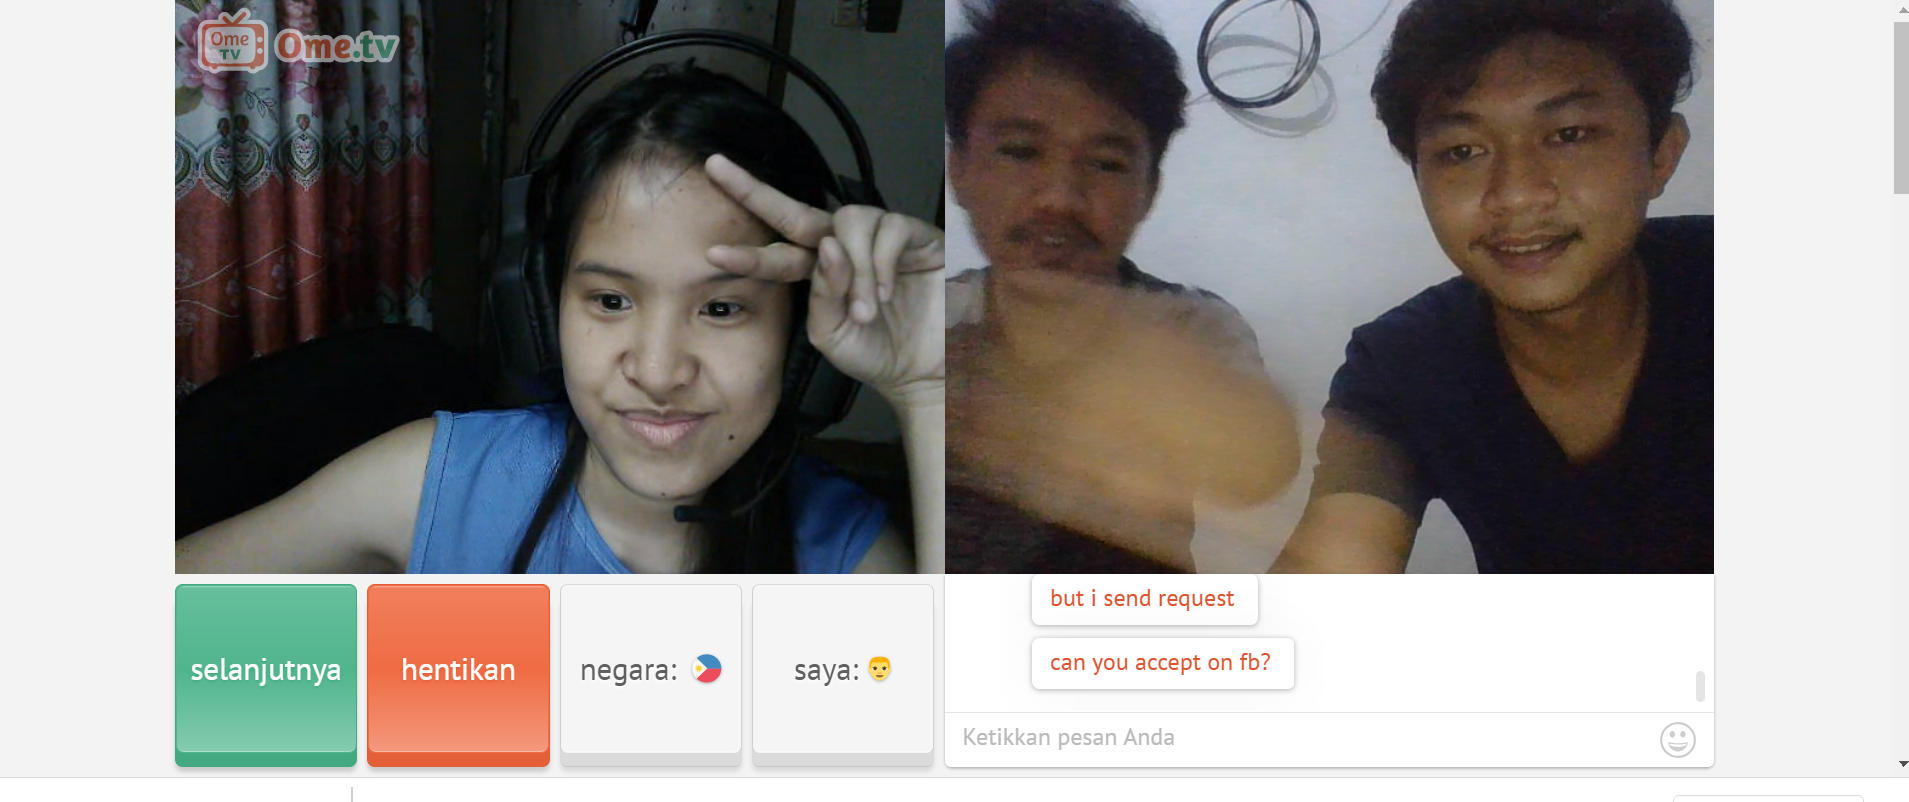 Ome
TV
Ome.tv
but i send request
can you accept on fb?
selanjutnya
hentikan
negara:
saya:
Ketikkan pesan Anda